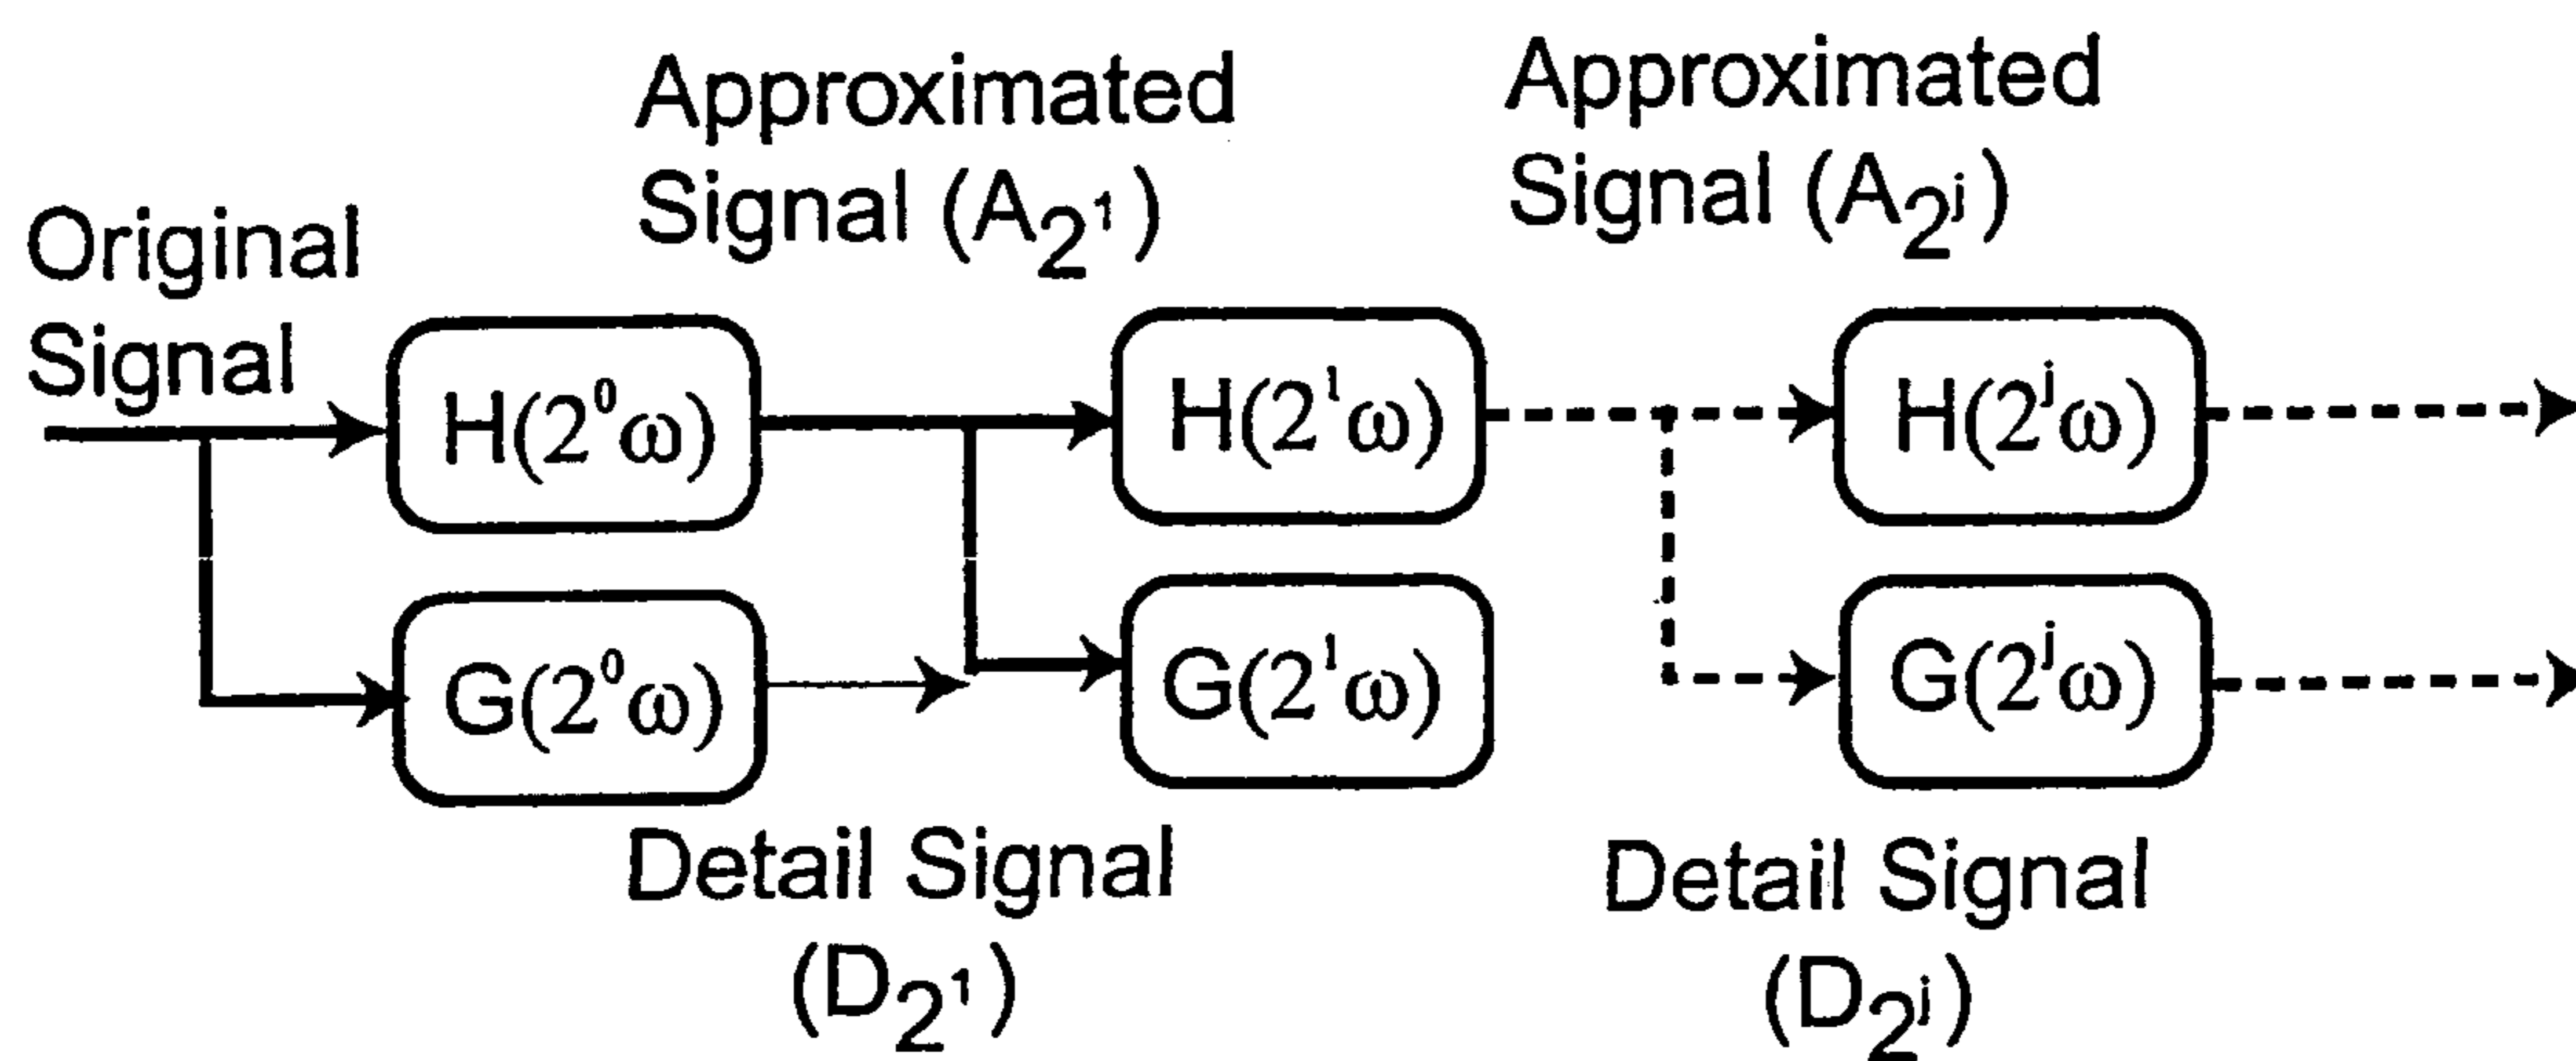 Original
Signal
Approximated
Signal (A₂¹)
Approximated
Signal (A₂ʲ)
H(2⁰ω)
H(2¹ω)
H(2ʲω)
G(2⁰ω)
G(2¹ω)
G(2ʲω)
Detail Signal
(D₂¹)
Detail Signal
(D₂ʲ)